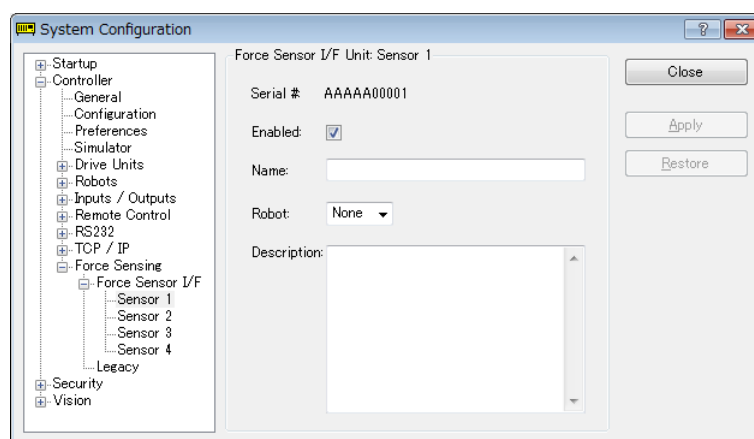 System Configuration
Startup
Controller
General
Configuration
Preferences
Simulator
Drive Units
Robots
Inputs / Outputs
Remote Control
RS232
TCP / IP
Force Sensing
Force Sensor I/F
Sensor 1
Sensor 2
Sensor 3
Sensor 4
Legacy
Security
Vision
Force Sensor I/F Unit: Sensor 1
Serial # AAAAA00001
Enabled:
Name:
Robot: None
Description:
Close
Apply
Restore